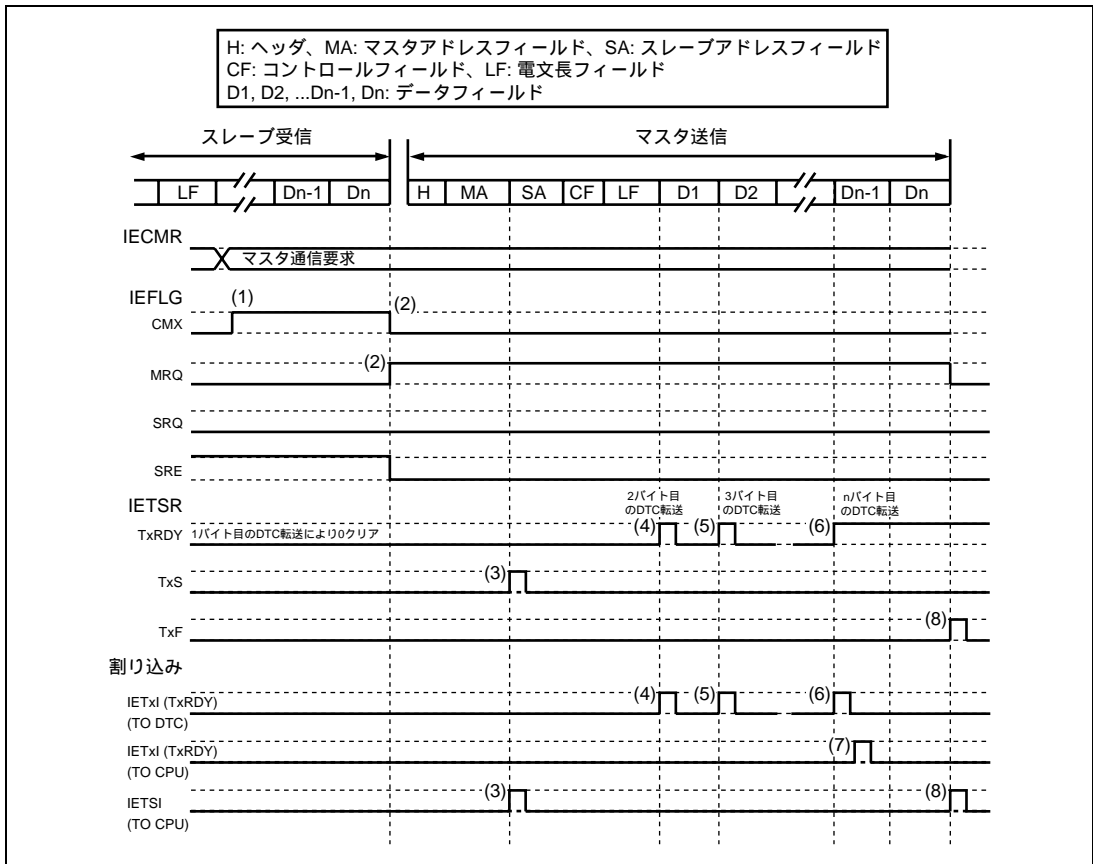 H: ヘッダ、MA: マスタアドレスフィールド、SA: スレーブアドレスフィールド
CF: コントロールフィールド、LF: 電文長フィールド
D1, D2, ...Dn-1, Dn: データフィールド
スレーブ受信
マスタ送信
LF Dn-1 Dn H MA SA CF LF D1 D2 Dn-1 Dn
IECMR
マスタ通信要求
IEFLG
(1)
(2)
CMX
(2)
MRQ
SRQ
SRE
IETSR
2バイト目
のDTC転送
3バイト目
のDTC転送
nバイト目
のDTC転送
TxRDY
1バイト目のDTC転送により0クリア
(4)
(5)
(6)
TxS
(3)
TxF
(8)
割り込み
IETxI (TxRDY)
(TO DTC)
(4)
(5)
(6)
IETxI (TxRDY)
(TO CPU)
(7)
IETSI
(TO CPU)
(3)
(8)